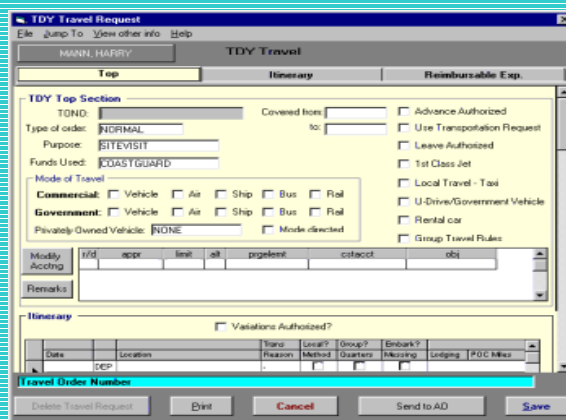 TDY Travel Request
File Jump To View other info Help
MANN, HARRY TDY Travel
Top Itinerary Reimbursable Exp.
TDY Top Section
TONO: Covered from: Advance Authorized
Type of order: NORMAL to: Use Transportation Request
Purpose: SITEVISIT Leave Authorized
Funds Used: COASTGUARD 1st Class Jet
Mode of Travel Local Travel - Taxi
Commercial: Vehicle Air Ship Bus Rail U-Drive/Government Vehicle
Government: Vehicle Air Ship Bus Rail Rental car
Privately Owned Vehicle: NONE Mode directed Group Travel Rules
Modify Acctng r/d appr limit alt prgelemt cstacct obj
Remarks
Itinerary
Variations Authorized?
Trans Local? Group? Embark?
Date Location Reason Method Quarters Messing Lodging POC Miles
DEP -
Travel Order Number
Delete Travel Request Print Cancel Send to AO Save